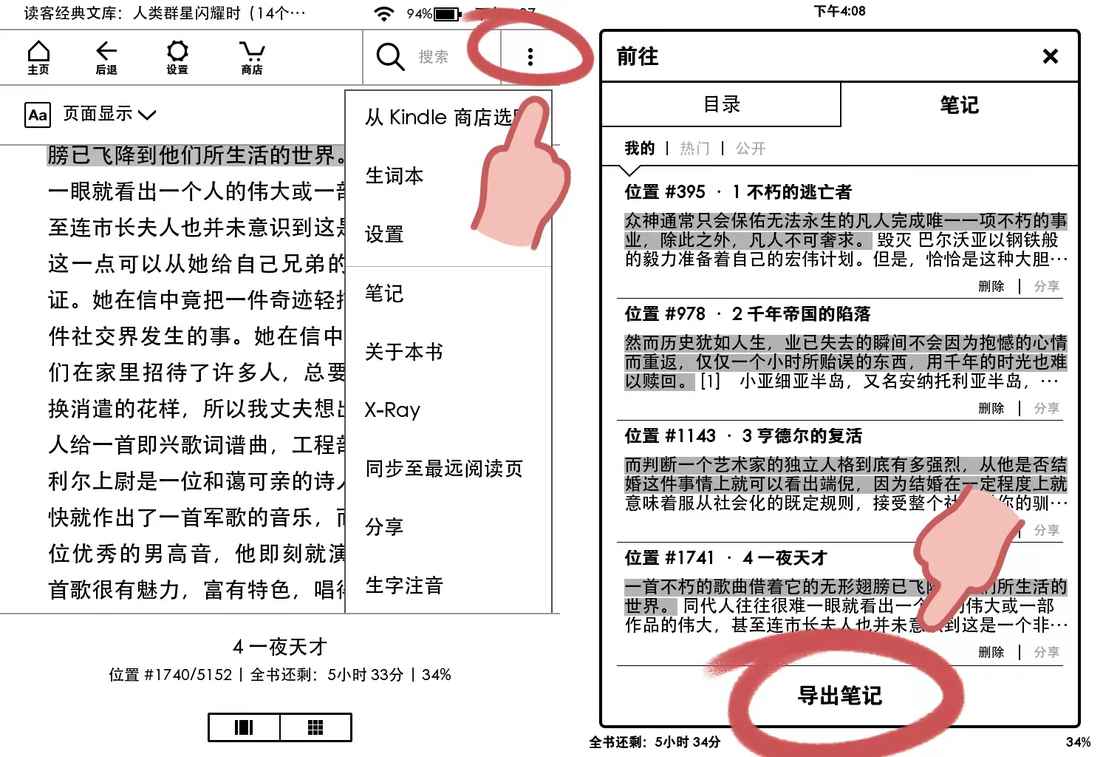 读客经典文库：人类群星闪耀时（14个···
94%
主页
后退
设置
商店
搜索
Aa 页面显示
膀已飞降到他们所生活的世界。
一眼就看出一个人的伟大或一部
至连市长夫人也并未意识到这是
这一点可以从她给自己兄弟的
证。她在信中竟把一件奇迹轻描
件社交界发生的事。她在信中
们在家里招待了许多人，总要
换消遣的花样，所以我丈夫想出
人给一首即兴歌词谱曲，工程部
利尔上尉是一位和蔼可亲的诗人
快就作出了一首军歌的音乐，而
位优秀的男高音，他即刻就演
首歌很有魅力，富有特色，唱得
从 Kindle 商店选
生词本
设置
笔记
关于本书
X-Ray
同步至最远阅读页
分享
生字注音
4 一夜天才
位置 #1740/5152 | 全书还剩：5小时 33分 | 34%
下午4:08
前往
目录
笔记
我的 | 热门 | 公开
位置 #395 · 1 不朽的逃亡者
众神通常只会保佑无法永生的凡人完成唯一一项不朽的事
业，除此之外，凡人不可奢求。 毁灭 巴尔沃亚以钢铁般
的毅力准备着自己的宏伟计划。但是，恰恰是这种大胆···
删除 | 分享
位置 #978 · 2 千年帝国的陷落
然而历史犹如人生，业已失去的瞬间不会因为抱憾的心情
而重返，仅仅一个小时所贻误的东西，用千年的时光也难
以赎回。 [1] 小亚细亚半岛，又名安纳托利亚半岛，···
删除 | 分享
位置 #1143 · 3 亨德尔的复活
而判断一个艺术家的独立人格到底有多强烈，从他是否结
婚这件事情上就可以看出端倪，因为结婚在一定程度上就
意味着服从社会化的既定规则，接受整个社 你的驯···
分享
位置 #1741 · 4 一夜天才
一首不朽的歌曲借着它的无形翅膀已飞降 们所生活的
世界。 同代人往往很难一眼就看出一个 的伟大或一部
作品的伟大，甚至连市长夫人也并未意识到这是一个非···
删除 | 分享
导出笔记
全书还剩：5小时 34分
34%